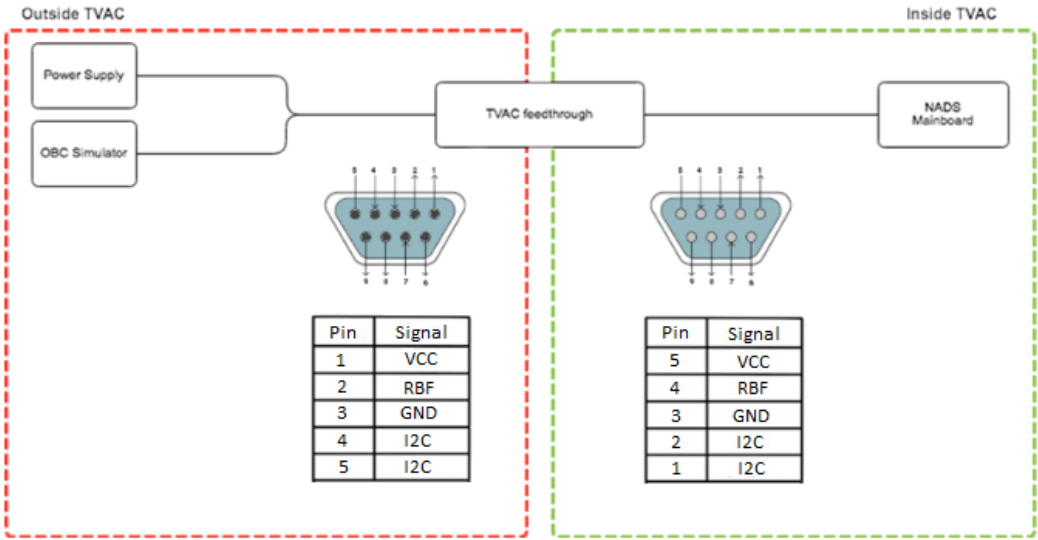 Outside TVAC
Inside TVAC
Power Supply
OBC Simulator
TVAC feedthrough
NADS
Mainboard
5 4 3 2 1
9 8 7 6
5 4 3 2 1
9 8 7 6
Pin Signal
1 VCC
2 RBF
3 GND
4 I2C
5 I2C
Pin Signal
5 VCC
4 RBF
3 GND
2 I2C
1 I2C